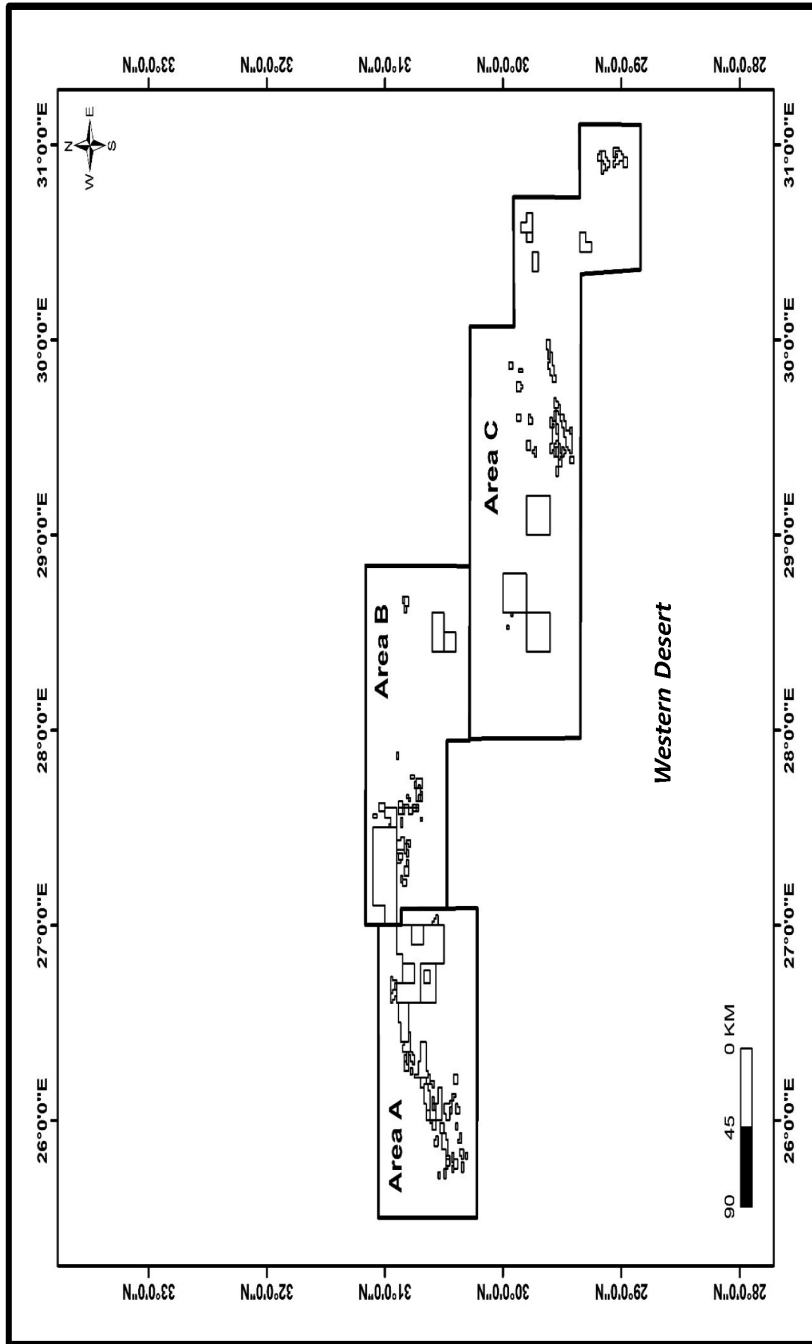 26°0'0"E 27°0'0"E 28°0'0"E 29°0'0"E 30°0'0"E 31°0'0"E
N
W E
S
33°0'0"N 33°0'0"N
32°0'0"N 32°0'0"N
31°0'0"N 31°0'0"N
Area A
Area B
Area C
30°0'0"N 30°0'0"N
29°0'0"N 29°0'0"N
Western Desert
28°0'0"N 28°0'0"N
90 45 0 KM
26°0'0"E 27°0'0"E 28°0'0"E 29°0'0"E 30°0'0"E 31°0'0"E